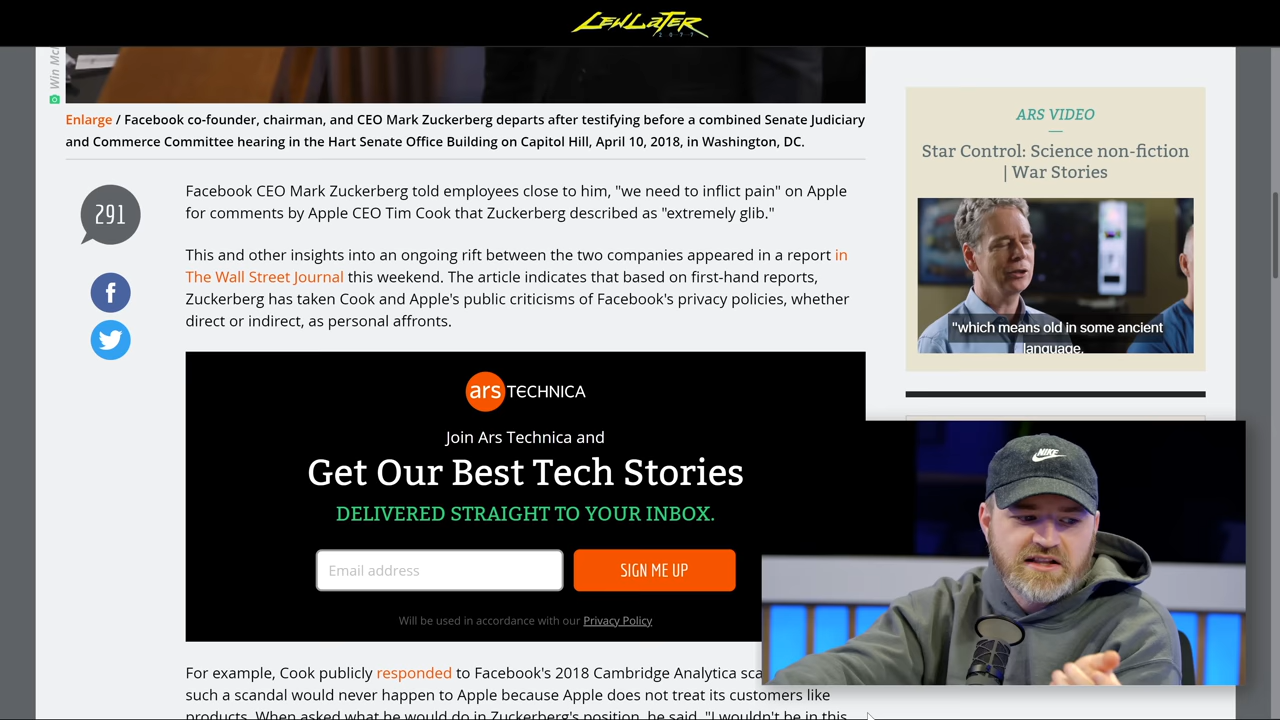 LEWLATER
2077
Win McN
Enlarge / Facebook co-founder, chairman, and CEO Mark Zuckerberg departs after testifying before a combined Senate Judiciary
and Commerce Committee hearing in the Hart Senate Office Building on Capitol Hill, April 10, 2018, in Washington, DC.
291
Facebook CEO Mark Zuckerberg told employees close to him, "we need to inflict pain" on Apple
for comments by Apple CEO Tim Cook that Zuckerberg described as "extremely glib."
This and other insights into an ongoing rift between the two companies appeared in a report in
The Wall Street Journal this weekend. The article indicates that based on first-hand reports,
Zuckerberg has taken Cook and Apple's public criticisms of Facebook's privacy policies, whether
direct or indirect, as personal affronts.
ars TECHNICA
Join Ars Technica and
Get Our Best Tech Stories
DELIVERED STRAIGHT TO YOUR INBOX.
Email address
SIGN ME UP
Will be used in accordance with our Privacy Policy
For example, Cook publicly responded to Facebook's 2018 Cambridge Analytica sca
such a scandal would never happen to Apple because Apple does not treat its customers like
products. When asked what he would do in Zuckerberg's position, he said, "I wouldn't be in this
ARS VIDEO
Star Control: Science non-fiction
| War Stories
"which means old in some ancient
language.
NIKE